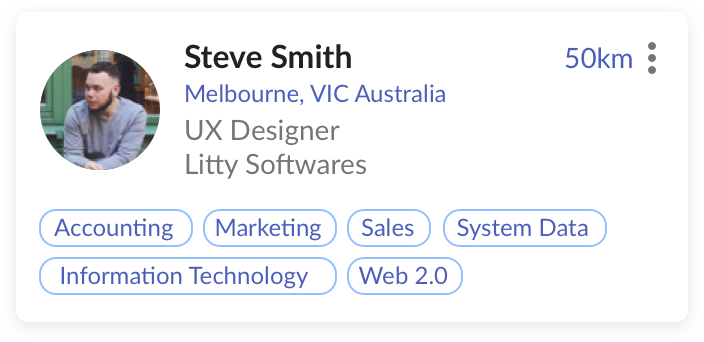 Steve Smith 50km
Melbourne, VIC Australia
UX Designer
Litty Softwares
Accounting Marketing Sales System Data
Information Technology Web 2.0